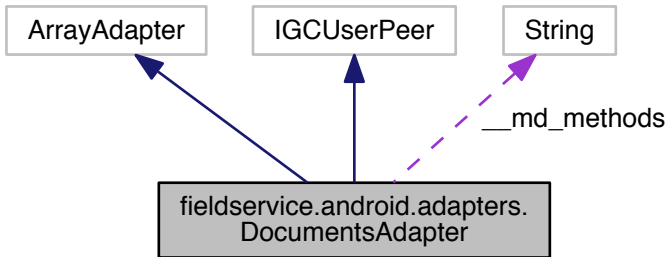 ArrayAdapter
IGCUserPeer
String
__md_methods
fieldservice.android.adapters.
DocumentsAdapter